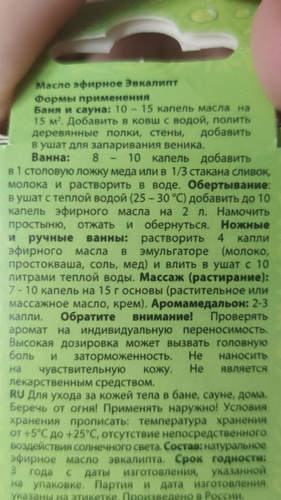 Масло эфирное Эвкалипт
Формы применения
Баня и сауна: 10 – 15 капель масла на
15 м². Добавить в ковш с водой, полить
деревянные полки, стены, добавить
в ушат для запаривания веника.
Ванна: 8 – 10 капель добавить
в 1 столовую ложку меда или в 1/3 стакана сливок,
молока и растворить в воде. Обертывание:
в ушат с теплой водой (25 – 30 °С) добавить до 10
капель эфирного масла на 2 л. Намочить
простыню, отжать и обернуться. Ножные
и ручные ванны: растворить 4 капли
эфирного масла в эмульгаторе (молоко,
простокваша, соль, мед) и влить в ушат с 10
литрами теплой воды. Массаж (растирание):
7 - 10 капель на 15 г основы (растительное или
массажное масло, крем). Аромамедальон: 2-3
капли. Обратите внимание! Проверять
аромат на индивидуальную переносимость.
Высокая дозировка может вызвать головную
боль и заторможенность. Не наносить
на чувствительную кожу. Не является
лекарственным средством.
RU Для ухода за кожей тела в бане, сауне, дома.
Беречь от огня! Применять наружно! Условия
хранения прописать: температура хранения
от +5°С до +25°С, отсутствие непосредственного
воздействия солнечного света. Состав: натуральное
эфирное масло эвкалипта. Срок годности:
3 года с даты изготовления, указанной
на упаковке. Партия и дата изготовления
указаны на этикетке. Произведено в России.